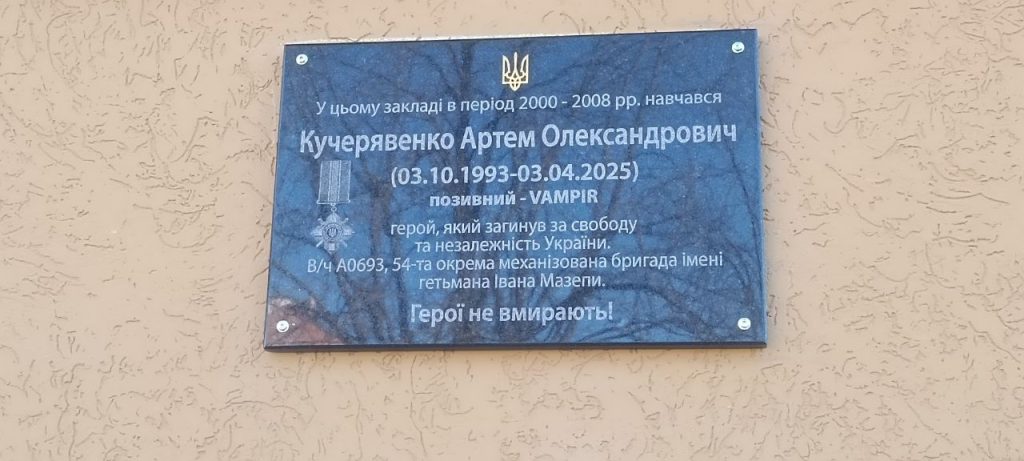 У цьому закладі в період 2000 - 2008 рр. навчався
Кучерявенко Артем Олександрович
(03.10.1993-03.04.2025)
позивний - VAMPIR
герой, який загинув за свободу
та незалежність України.
В/ч А0693, 54-та окрема механізована бригада імені
гетьмана Івана Мазепи.
Герої не вмирають!